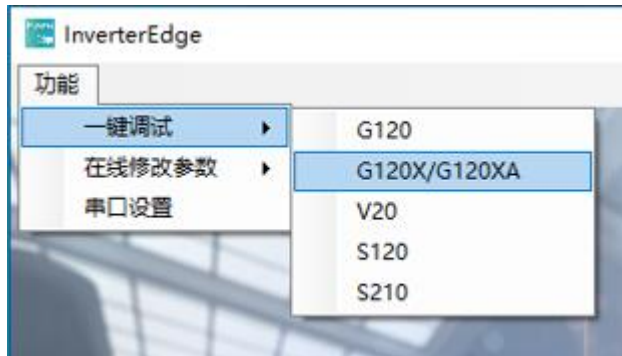 InverterEdge
功能
一键调试
在线修改参数
串口设置
G120
G120X/G120XA
V20
S120
S210